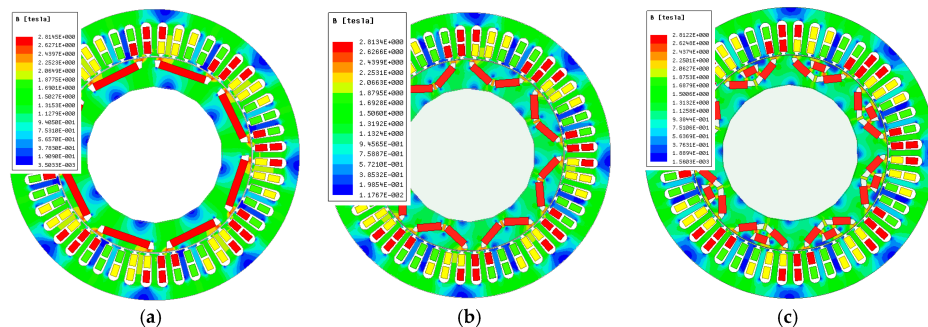 B [tesla]
2.8145E+000
2.6271E+000
2.4397E+000
2.2523E+000
2.0649E+000
1.8775E+000
1.6901E+000
1.5027E+000
1.3153E+000
1.1279E+000
9.4050E-001
7.5310E-001
5.6570E-001
3.7830E-001
1.9090E-001
3.5033E-003
(a)
B [tesla]
2.8134E+000
2.6266E+000
2.4399E+000
2.2531E+000
2.0663E+000
1.8795E+000
1.6928E+000
1.5060E+000
1.3192E+000
1.1324E+000
9.4565E-001
7.5887E-001
5.7210E-001
3.8532E-001
1.9854E-001
1.1767E-002
(b)
B [tesla]
2.8122E+000
2.6248E+000
2.4374E+000
2.2501E+000
2.0627E+000
1.8753E+000
1.6879E+000
1.5006E+000
1.3132E+000
1.1258E+000
9.3844E-001
7.5106E-001
5.6369E-001
3.7631E-001
1.8894E-001
1.5603E-003
(c)